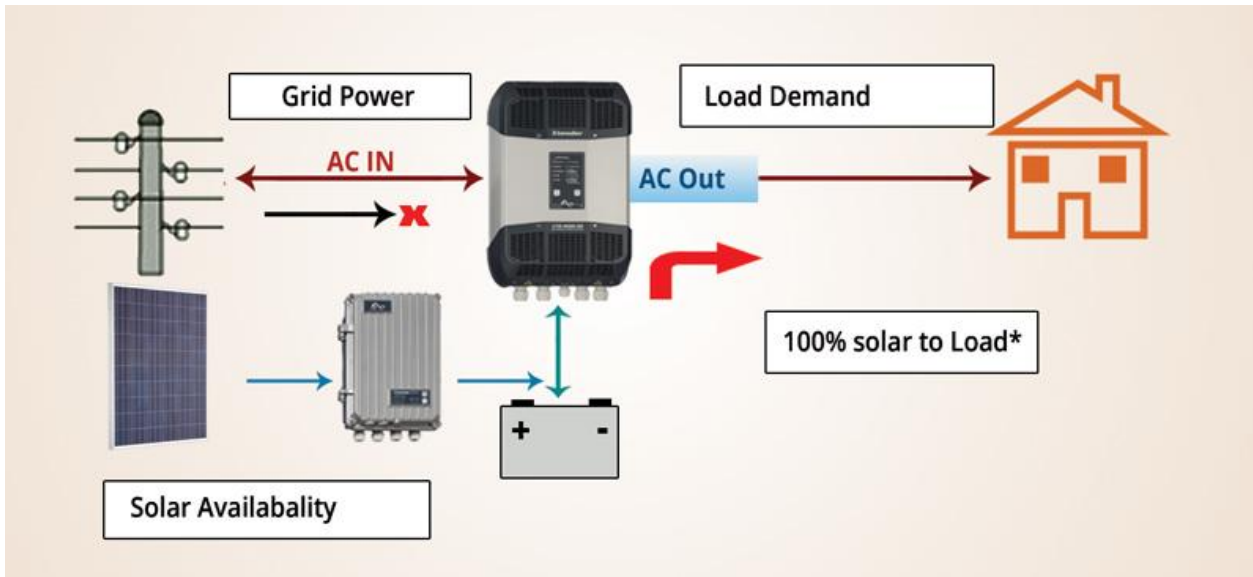 Grid Power
Load Demand
AC IN
AC Out
100% solar to Load*
+
-
Solar Availabality